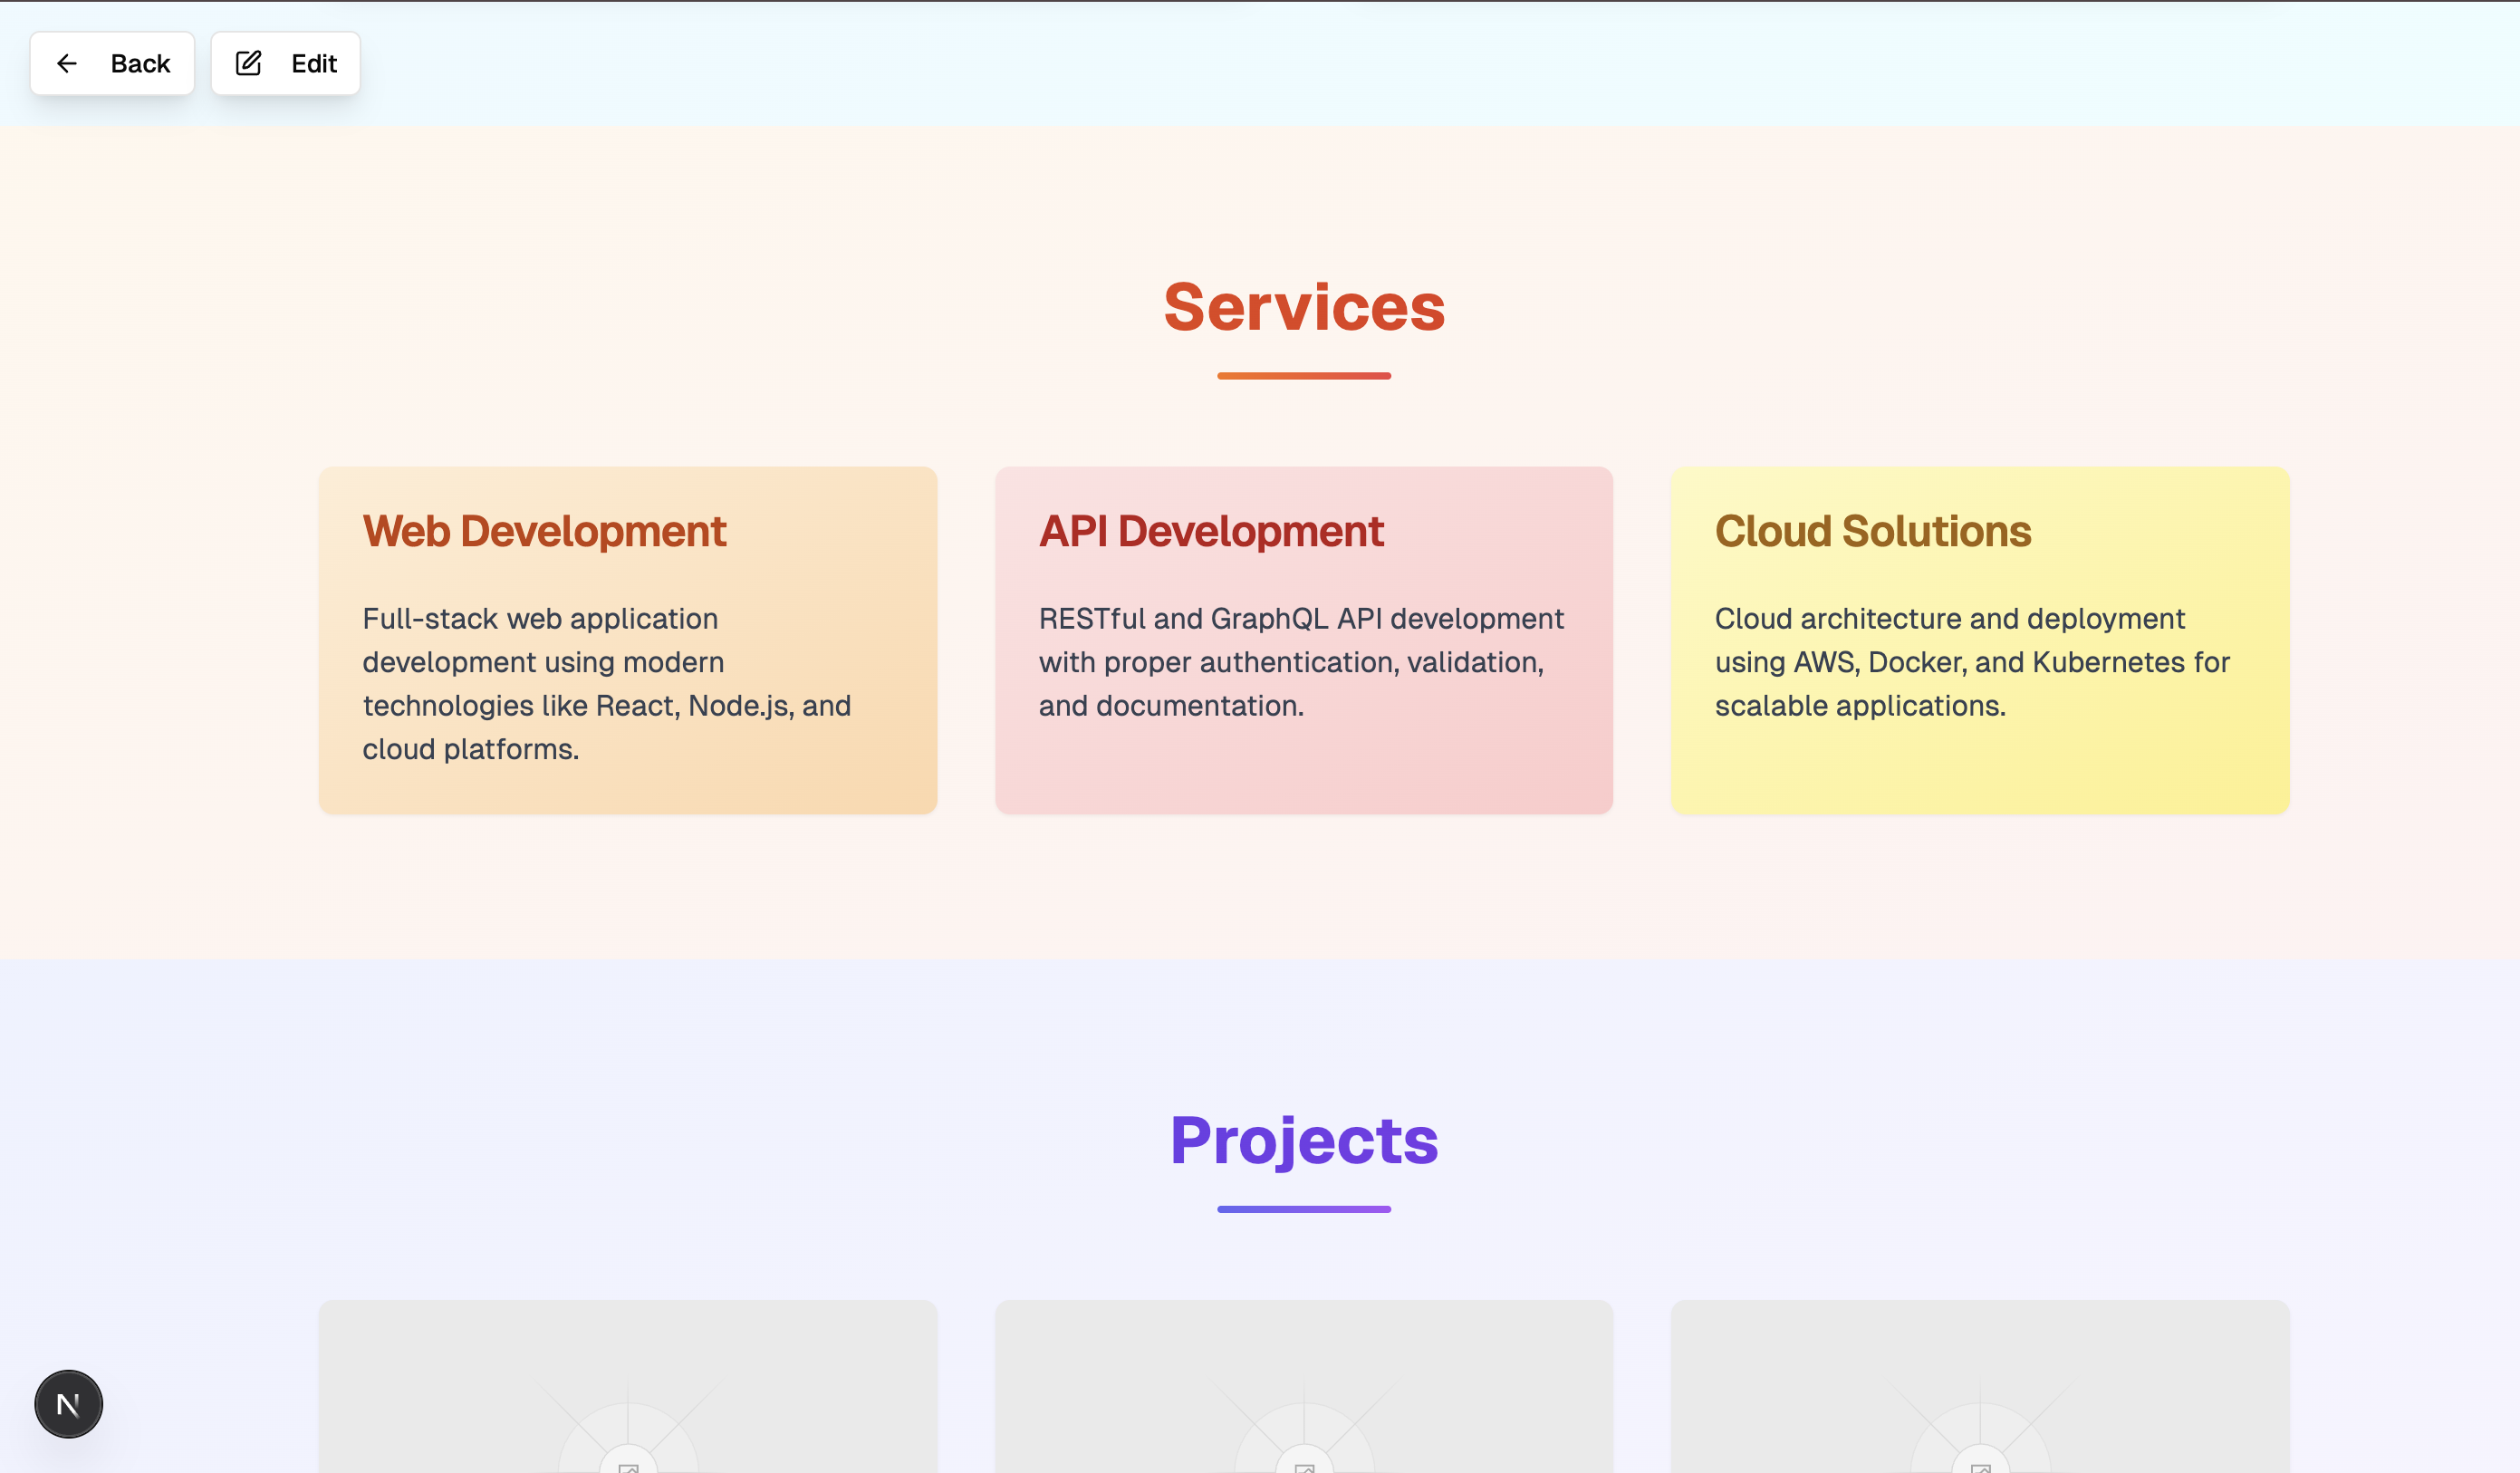 Back
Edit
Services
Web Development
Full-stack web application
development using modern
technologies like React, Node.js, and
cloud platforms.
API Development
RESTful and GraphQL API development
with proper authentication, validation,
and documentation.
Cloud Solutions
Cloud architecture and deployment
using AWS, Docker, and Kubernetes for
scalable applications.
Projects
N